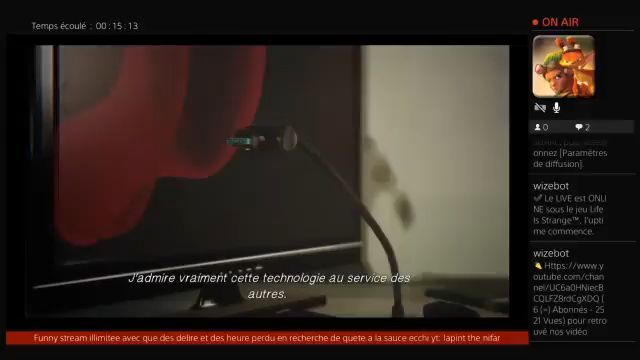 Temps écoulé : 00:15:13
ON AIR
0 2
onnez [Paramètres
de diffusion].
wizebot
Le LIVE est ONLI
NE sous le jeu Life
Is Strange™. l'upti
me commence.
wizebot
Https://www.y
outube.com/chan
nel/UC6a0HNiecB
CQLFZ8rdCgXDQ (
6 (=) Abonnés - 25
21 Vues) pour retro
uvé nos vidéo
J'admire vraiment cette technologie au service des
autres.
Funny stream illimitee avec que des delire et des heure perdu en recherche de quete a la sauce ecchi yt: lapint the nifar